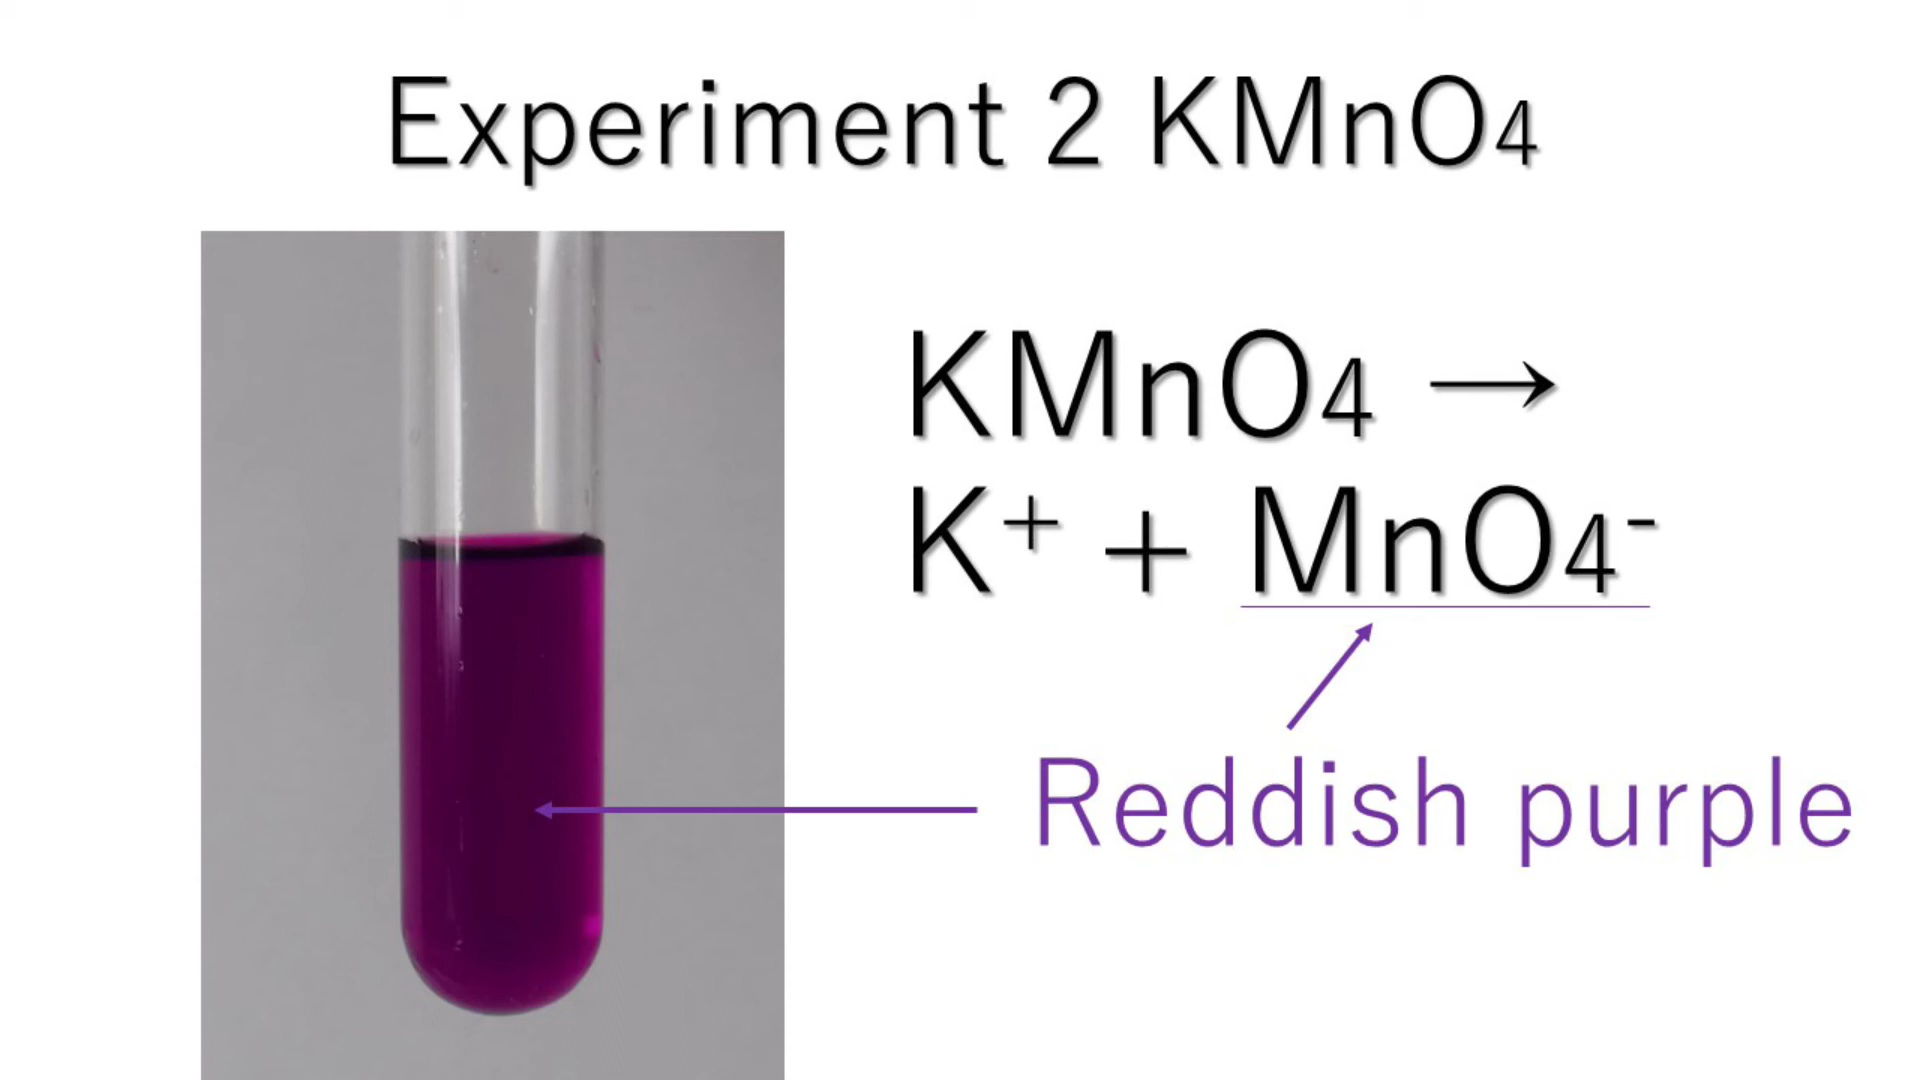 Experiment 2 KMnO4
KMnO4 →
K⁺ + MnO4⁻
Reddish purple